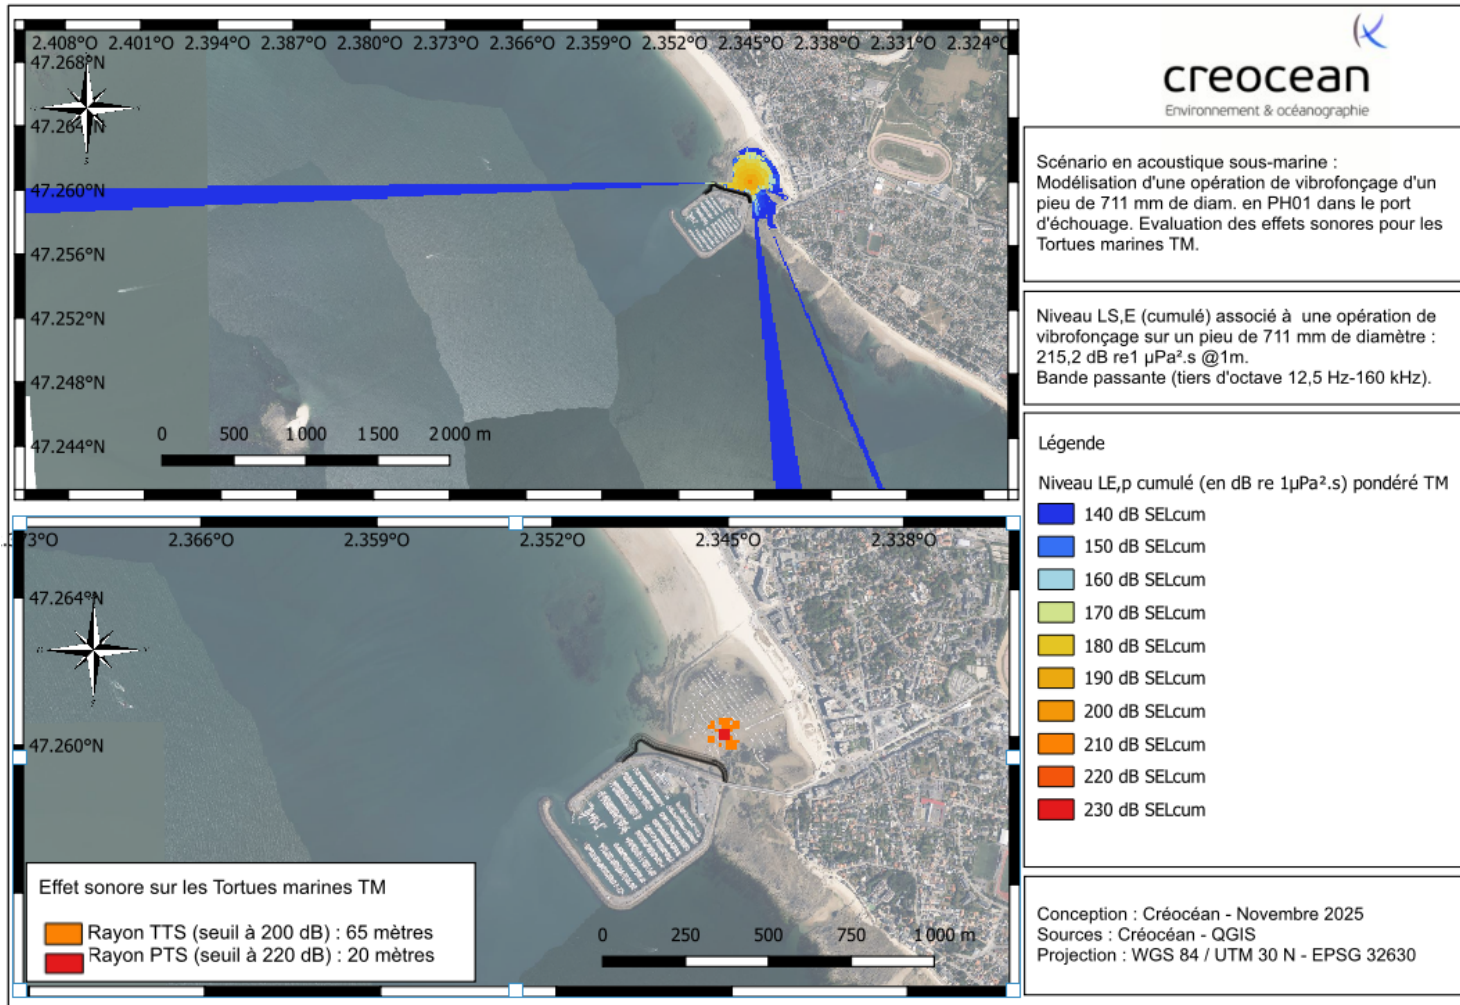 2.408°O 2.401°O 2.394°O 2.387°O 2.380°O 2.373°O 2.366°O 2.359°O 2.352°O 2.345°O 2.338°O 2.331°O 2.324°O
47.268°N
47.264°N
47.260°N
47.256°N
47.252°N
47.248°N
47.244°N
0 500 1 000 1 500 2 000 m
creocean
Environnement & océanographie
Scénario en acoustique sous-marine :
Modélisation d'une opération de vibrofonçage d'un
pieu de 711 mm de diam. en PH01 dans le port
d'échouage. Evaluation des effets sonores pour les
Tortues marines TM.
Niveau LS,E (cumulé) associé à une opération de
vibrofonçage sur un pieu de 711 mm de diamètre :
215,2 dB re1 µPa².s @1m.
Bande passante (tiers d'octave 12,5 Hz-160 kHz).
Légende
Niveau LE,p cumulé (en dB re 1µPa².s) pondéré TM
140 dB SELcum
150 dB SELcum
160 dB SELcum
170 dB SELcum
180 dB SELcum
190 dB SELcum
200 dB SELcum
210 dB SELcum
220 dB SELcum
230 dB SELcum
3°O 2.366°O 2.359°O 2.352°O 2.345°O 2.338°O
47.264°N
47.260°N
Effet sonore sur les Tortues marines TM
Rayon TTS (seuil à 200 dB) : 65 mètres
Rayon PTS (seuil à 220 dB) : 20 mètres
0 250 500 750 1 000 m
Conception : Créocéan - Novembre 2025
Sources : Créocéan - QGIS
Projection : WGS 84 / UTM 30 N - EPSG 32630